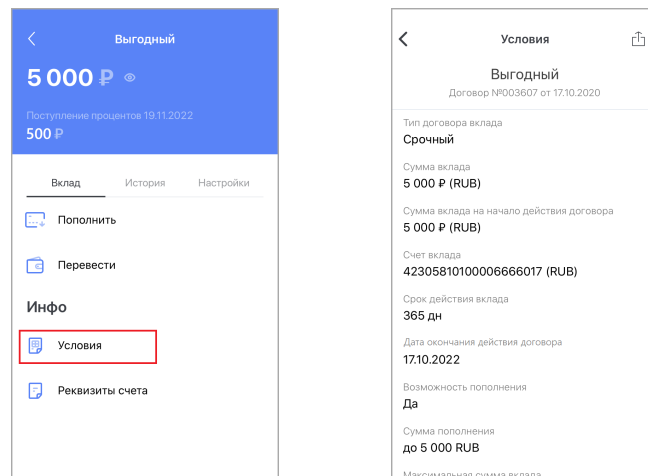 Выгодный
5 000 ₽
Поступление процентов 19.11.2022
500 ₽
Вклад История Настройки
Пополнить
Перевести
Инфо
Условия
Реквизиты счета
Условия
Выгодный
Договор №003607 от 17.10.2020
Тип договора вклада
Срочный
Сумма вклада
5 000 ₽ (RUB)
Сумма вклада на начало действия договора
5 000 ₽ (RUB)
Счет вклада
42305810100006666017 (RUB)
Срок действия вклада
365 дн
Дата окончания действия договора
17.10.2022
Возможность пополнения
Да
Сумма пополнения
до 5 000 RUB
Максимальная сумма вклада